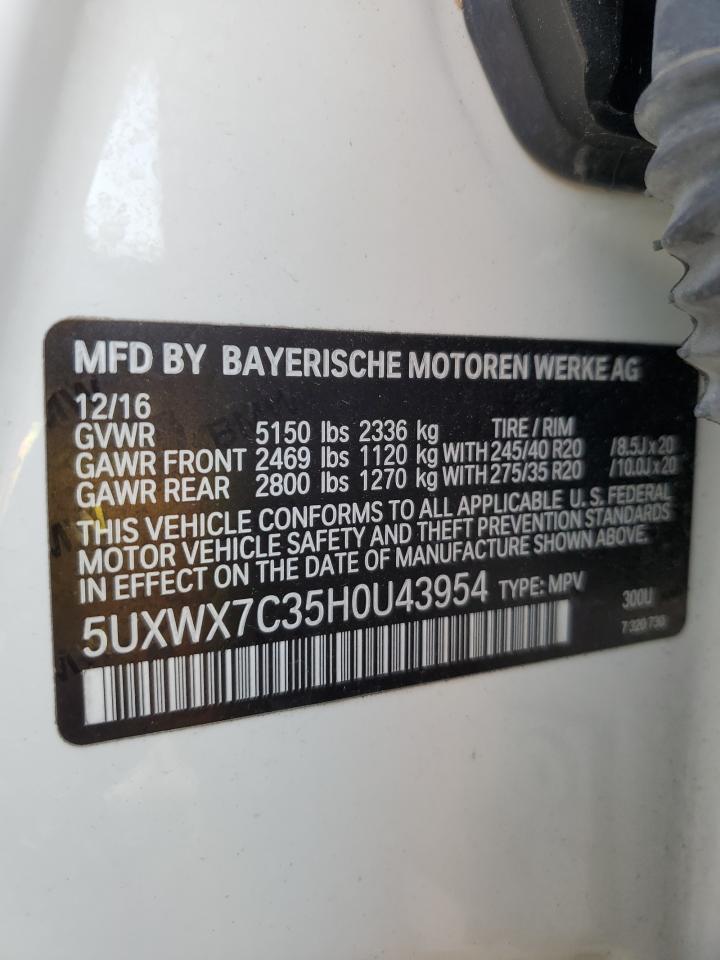 MFD BY BAYERISCHE MOTOREN WERKE AG
12/16 TIRE / RIM
GVWR 5150 lbs 2336 kg
GAWR FRONT 2469 lbs 1120 kg WITH 245/40 R20 /8.5J x 20
GAWR REAR 2800 lbs 1270 kg WITH 275/35 R20 /10.0J x 20
THIS VEHICLE CONFORMS TO ALL APPLICABLE U. S. FEDERAL
MOTOR VEHICLE SAFETY AND THEFT PREVENTION STANDARDS
IN EFFECT ON THE DATE OF MANUFACTURE SHOWN ABOVE.
5UXWX7C35H0U43954 TYPE: MPV 300U
7 320 730